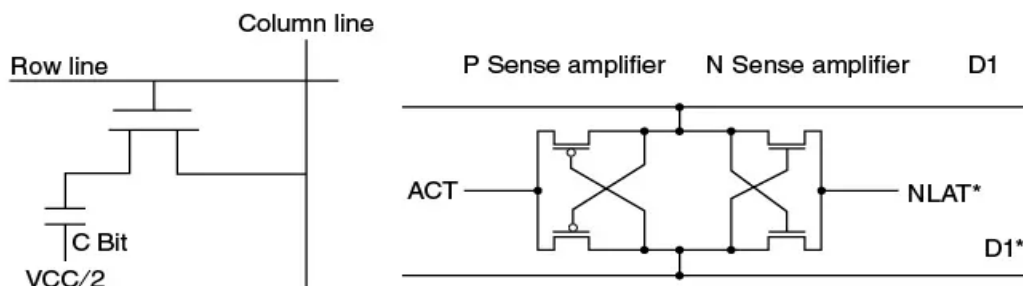 Column line
Row line
C Bit
VCC/2
P Sense amplifier N Sense amplifier D1
ACT
NLAT*
D1*